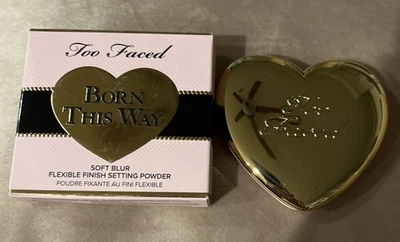 Too Faced
BORN
THIS WAY
SOFT BLUR
FLEXIBLE FINISH SETTING POWDER
POUDRE FIXANTE AU FINI FLEXIBLE
Too
Faced